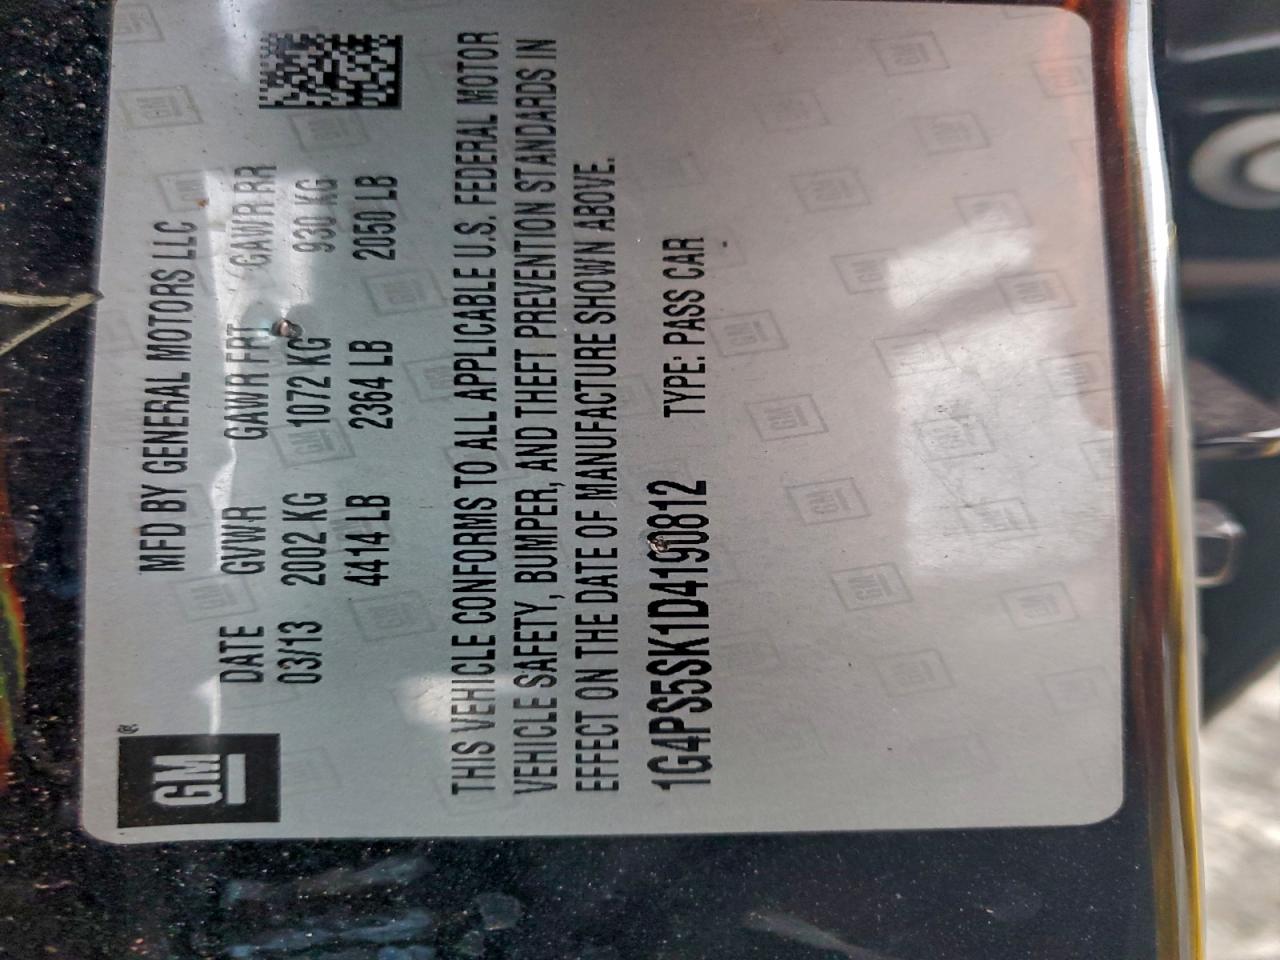 GM®
MFD BY GENERAL MOTORS LLC
DATE GVWR GAWR FRT GAWR RR
03/13 2002 KG 1072 KG 930 KG
4414 LB 2364 LB 2050 LB
THIS VEHICLE CONFORMS TO ALL APPLICABLE U.S. FEDERAL MOTOR
VEHICLE SAFETY, BUMPER, AND THEFT PREVENTION STANDARDS IN
EFFECT ON THE DATE OF MANUFACTURE SHOWN ABOVE.
1G4PS5SK1D4190812 TYPE: PASS CAR